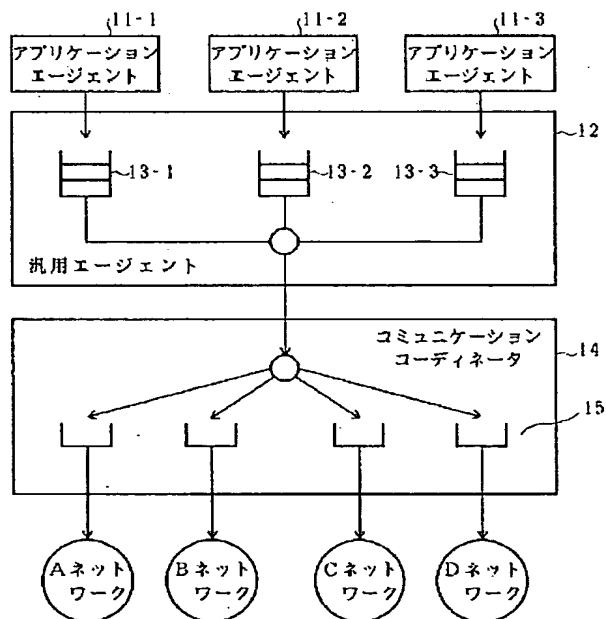 11-1
11-2
11-3
アプリケーション
エージェント
アプリケーション
エージェント
アプリケーション
エージェント
12
13-1
13-2
13-3
汎用エージェント
コミュニケーション
コーディネータ
14
15
Aネット
ワーク
Bネット
ワーク
Cネット
ワーク
Dネット
ワーク